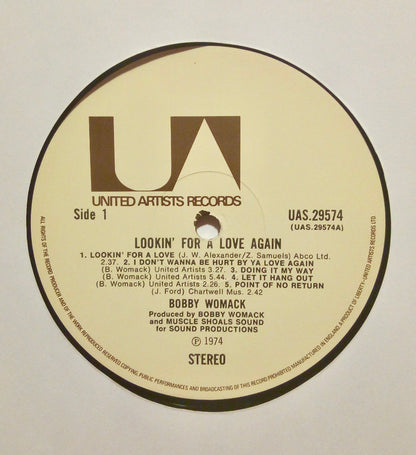 UA
UNITED ARTISTS RECORDS
Side 1
UAS.29574
(UAS.29574A)
LOOKIN' FOR A LOVE AGAIN
1. LOOKIN' FOR A LOVE (J. W. Alexander/Z. Samuels) Abco Ltd.
2.37. 2. I DON'T WANNA BE HURT BY YA LOVE AGAIN
(B. Womack) United Artists 3.27. 3. DOING IT MY WAY
(B. Womack) United Artists 5.44. 4. LET IT HANG OUT
(B. Womack) United Artists 2.26. 5. POINT OF NO RETURN
(J. Ford) Chartwell Mus. 2.42
BOBBY WOMACK
Produced by BOBBY WOMACK
and MUSCLE SHOALS SOUND
for SOUND PRODUCTIONS
℗ 1974
STEREO
ALL RIGHTS OF THE RECORD PRODUCER AND OF THE OWNER OF THE WORK REPRODUCED RESERVED COPYING, PUBLIC PERFORMANCES AND BROADCASTING OF THIS RECORD PROHIBITED MANUFACTURED IN ENGLAND. A PRODUCT OF LIBERTY-UNITED ARTISTS RECORDS LTD